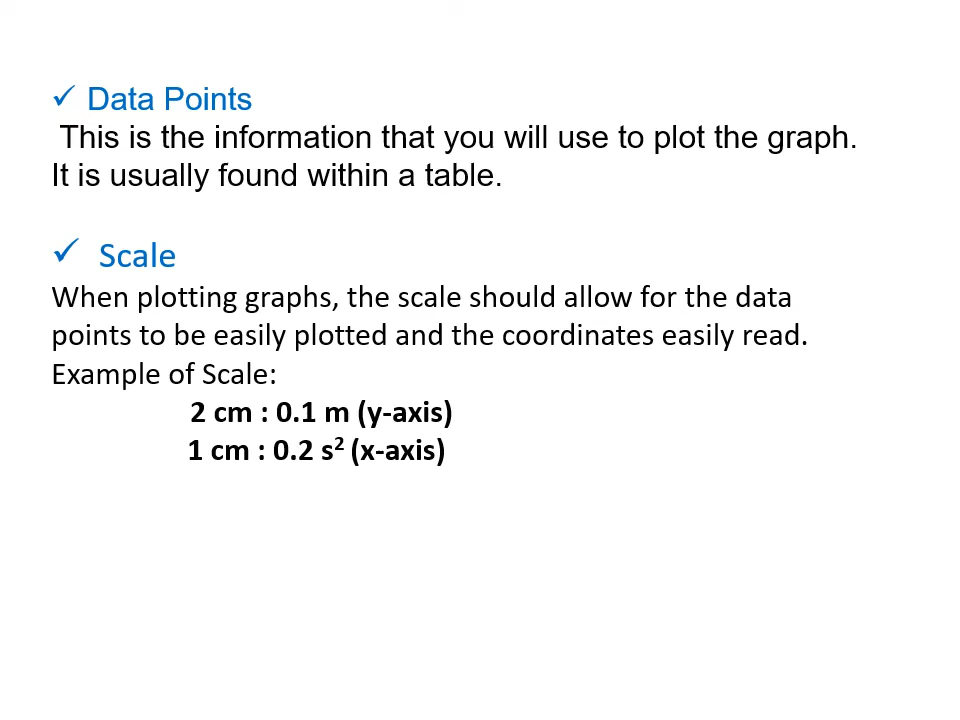 ✓ Data Points
This is the information that you will use to plot the graph.
It is usually found within a table.
✓ Scale
When plotting graphs, the scale should allow for the data
points to be easily plotted and the coordinates easily read.
Example of Scale:
2 cm : 0.1 m (y-axis)
1 cm : 0.2 s² (x-axis)